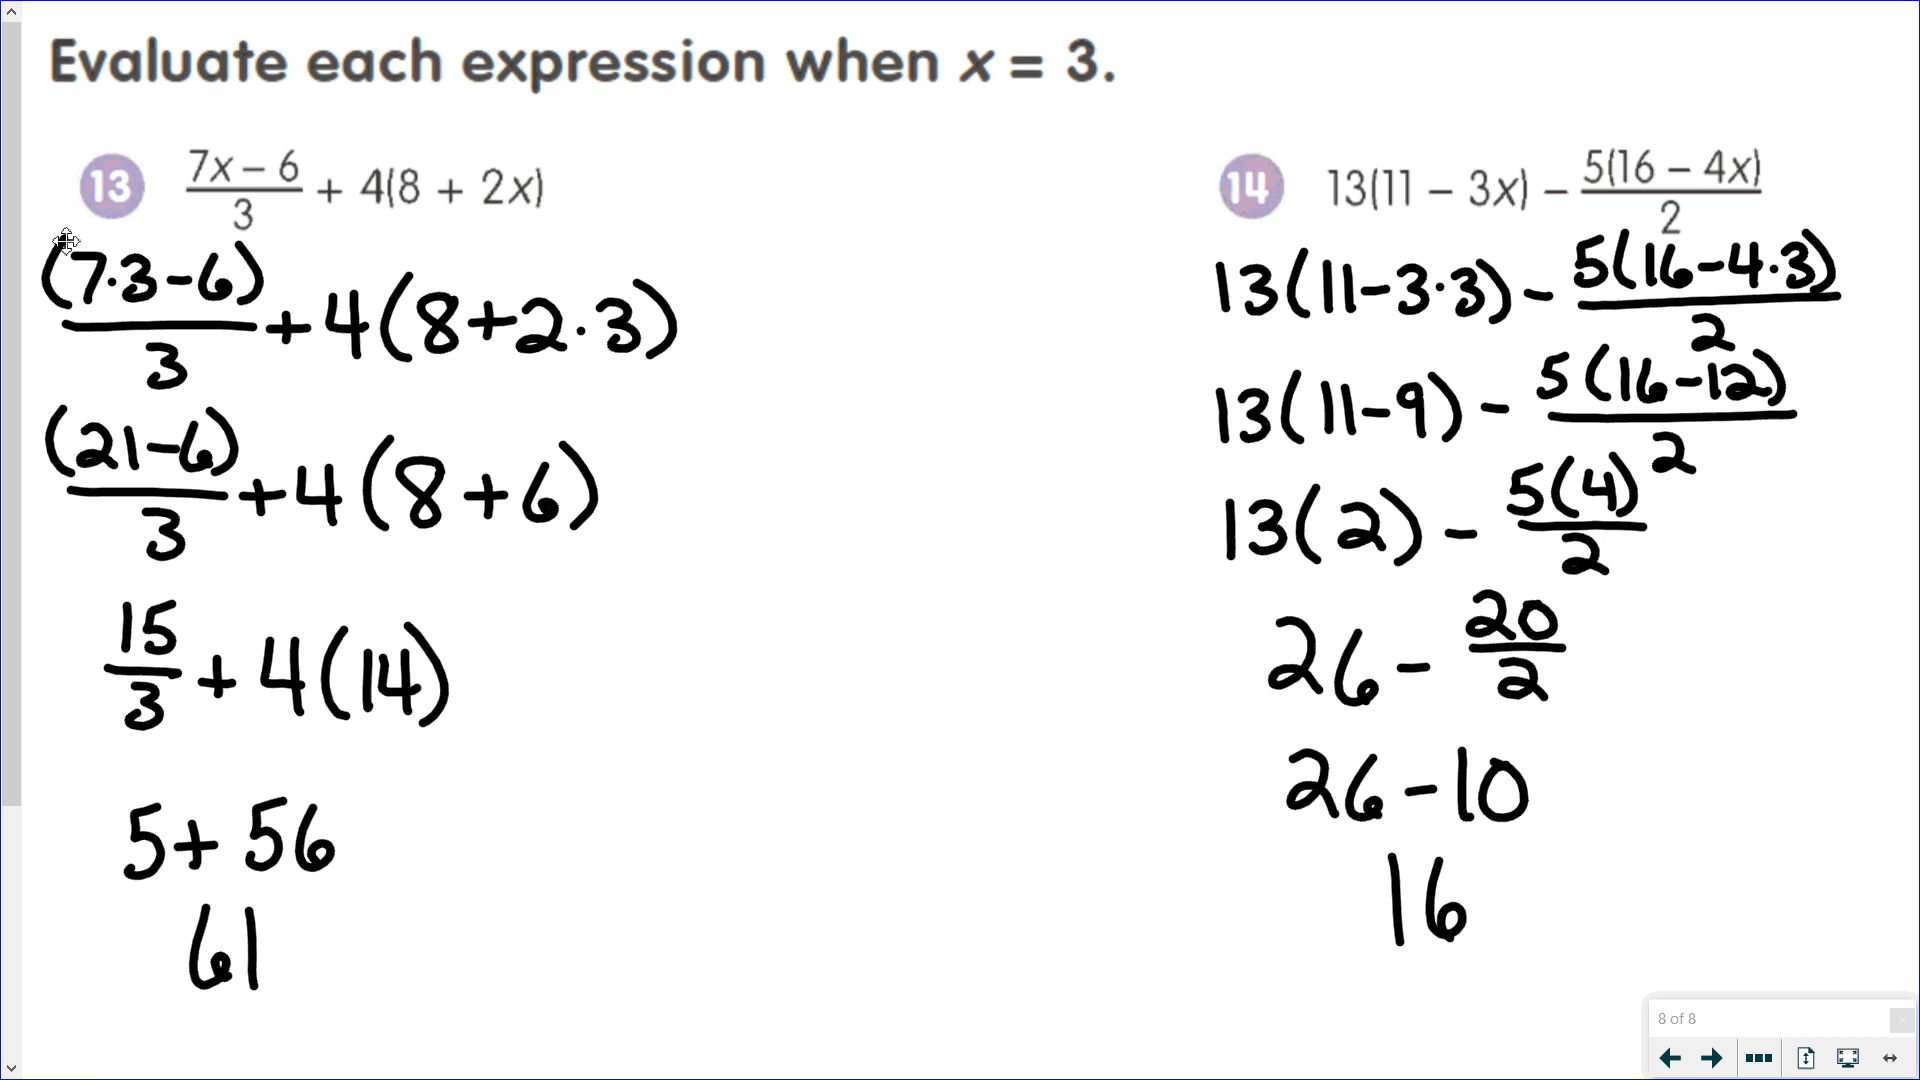 Evaluate each expression when x = 3.
13 (7x – 6)/3 + 4(8 + 2x)
(7·3–6)/3 + 4(8+2·3)
(21–6)/3 + 4(8+6)
15/3 + 4(14)
5 + 56
61
14 13(11 – 3x) – 5(16 – 4x)/2
13(11–3·3) – 5(16–4·3)/2
13(11–9) – 5(16–12)/2
13(2) – 5(4)/2
26 – 20/2
26 – 10
16
8 of 8